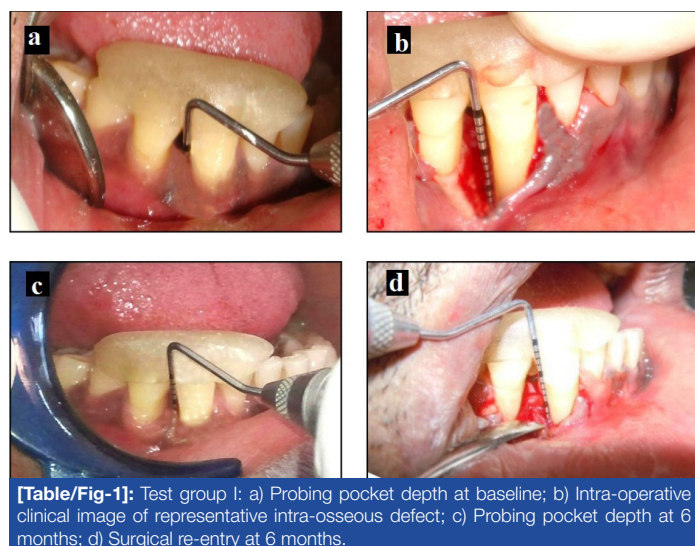 a
b
c
d
[Table/Fig-1]: Test group I: a) Probing pocket depth at baseline; b) Intra-operative
clinical image of representative intra-osseous defect; c) Probing pocket depth at 6
months; d) Surgical re-entry at 6 months.